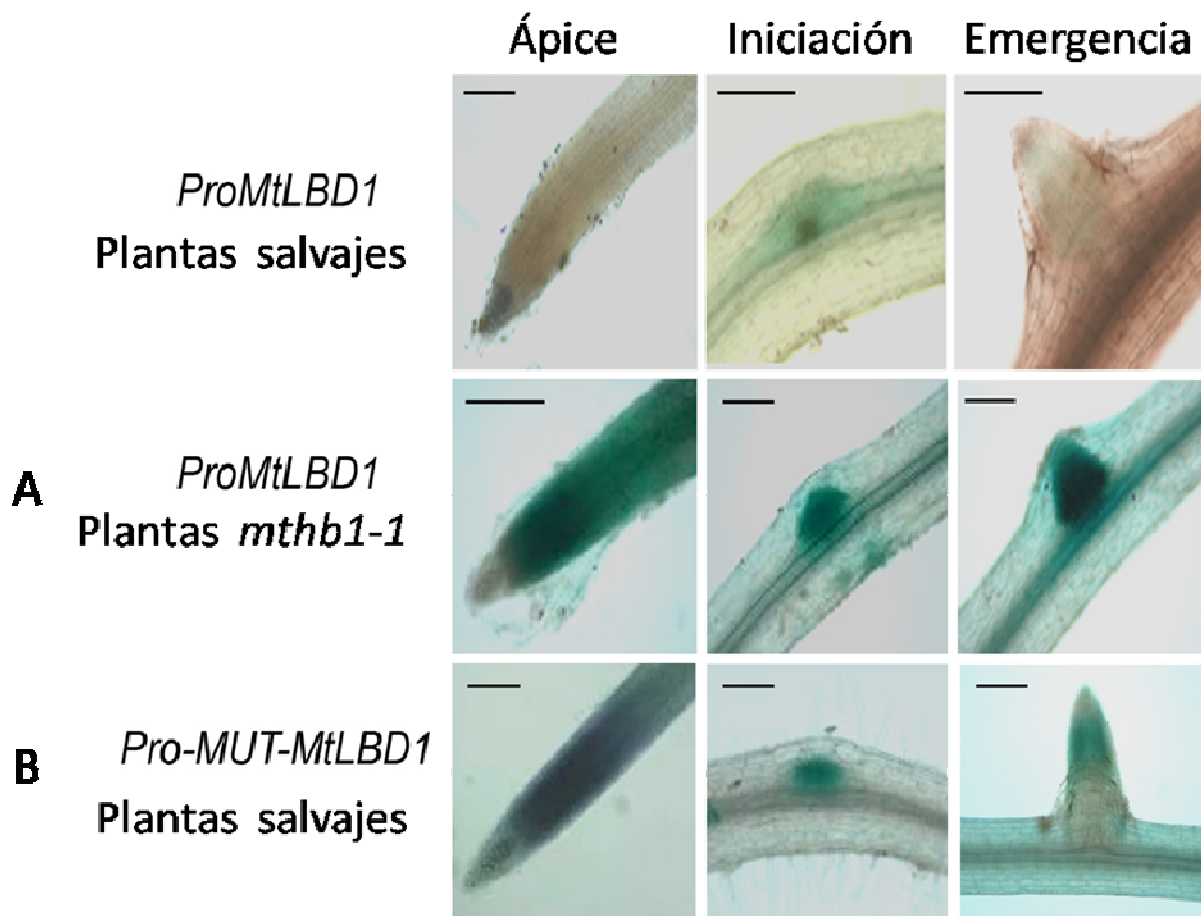 Ápice Iniciación Emergencia
ProMtLBD1
Plantas salvajes
A
ProMtLBD1
Plantas mthb1-1
B
Pro-MUT-MtLBD1
Plantas salvajes